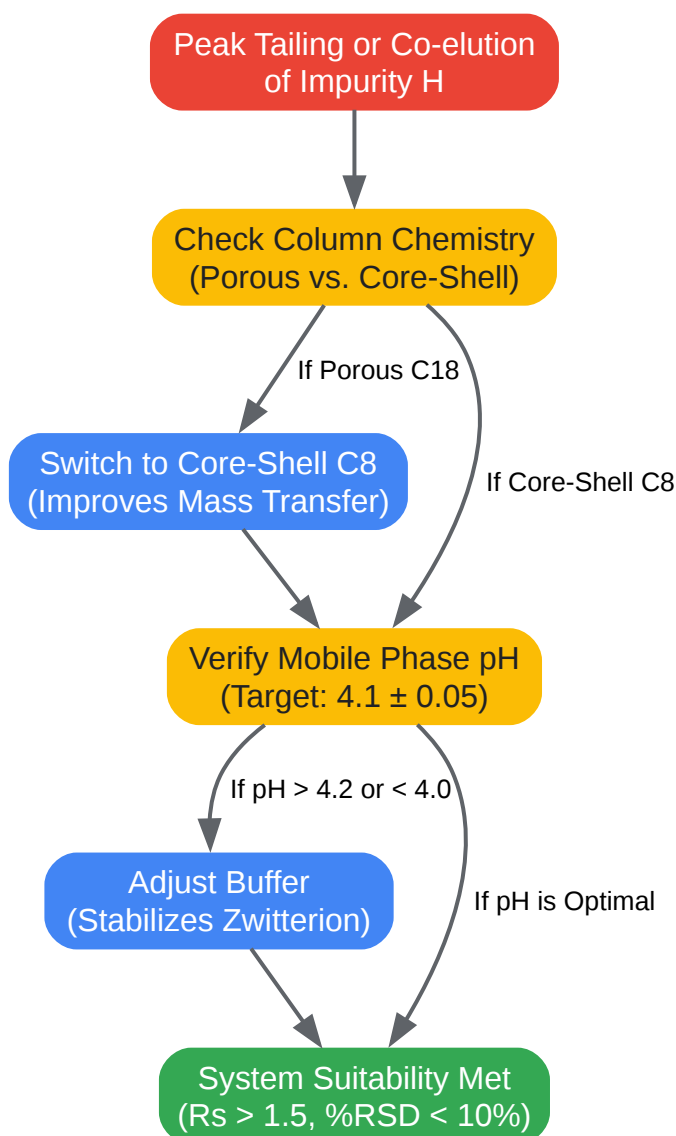 Peak Tailing or Co-elution
of Impurity H
Check Column Chemistry
(Porous vs. Core-Shell)
If Porous C18
Switch to Core-Shell C8
(Improves Mass Transfer)
If Core-Shell C8
Verify Mobile Phase pH
(Target: 4.1 ± 0.05)
If pH > 4.2 or < 4.0
Adjust Buffer
(Stabilizes Zwitterion)
If pH is Optimal
System Suitability Met
(Rs > 1.5, %RSD < 10%)